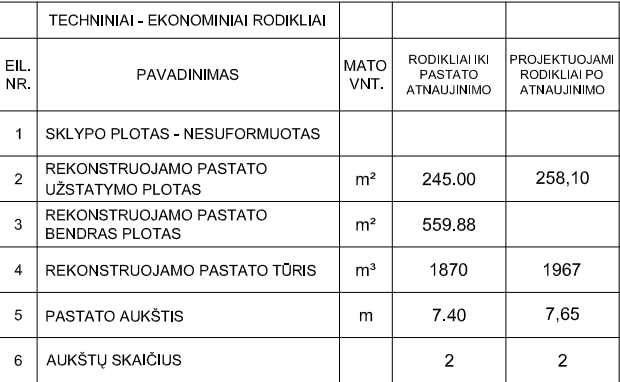 TECHNINIAI - EKONOMINIAI RODIKLIAI
EIL. NR. PAVADINIMAS MATO VNT. RODIKLIAI IKI PASTATO ATNAUJINIMO PROJEKTUOJAMI RODIKLIAI PO ATNAUJINIMO
1 SKLYPO PLOTAS - NESUFORMUOTAS
2 REKONSTRUOJAMO PASTATO UŽSTATYMO PLOTAS m² 245.00 258,10
3 REKONSTRUOJAMO PASTATO BENDRAS PLOTAS m² 559.88
4 REKONSTRUOJAMO PASTATO TŪRIS m³ 1870 1967
5 PASTATO AUKŠTIS m 7.40 7,65
6 AUKŠTŲ SKAIČIUS 2 2